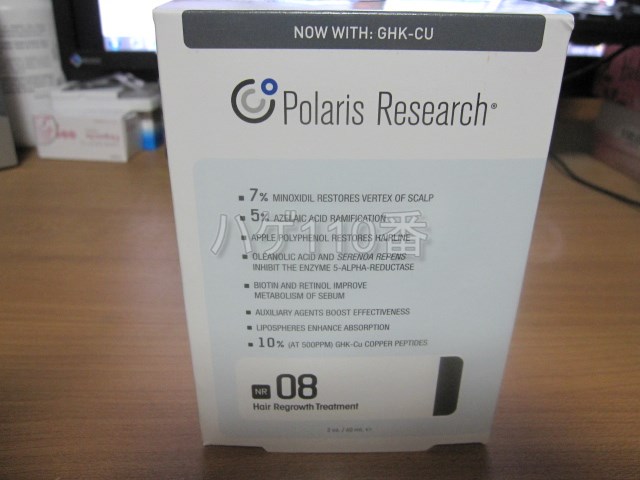 NOW WITH: GHK-CU
Polaris Research®
7% MINOXIDIL RESTORES VERTEX OF SCALP
5% AZELAIC ACID RAMIFICATION
APPLE POLYPHENOL RESTORES HAIRLINE
ハゲ110番
OLEANOLIC ACID AND SERENOA REPENS
INHIBIT THE ENZYME 5-ALPHA-REDUCTASE
BIOTIN AND RETINOL IMPROVE
METABOLISM OF SEBUM
AUXILIARY AGENTS BOOST EFFECTIVENESS
LIPOSPHERES ENHANCE ABSORPTION
10% (AT 500PPM) GHK-Cu COPPER PEPTIDES
NR 08
Hair Regrowth Treatment